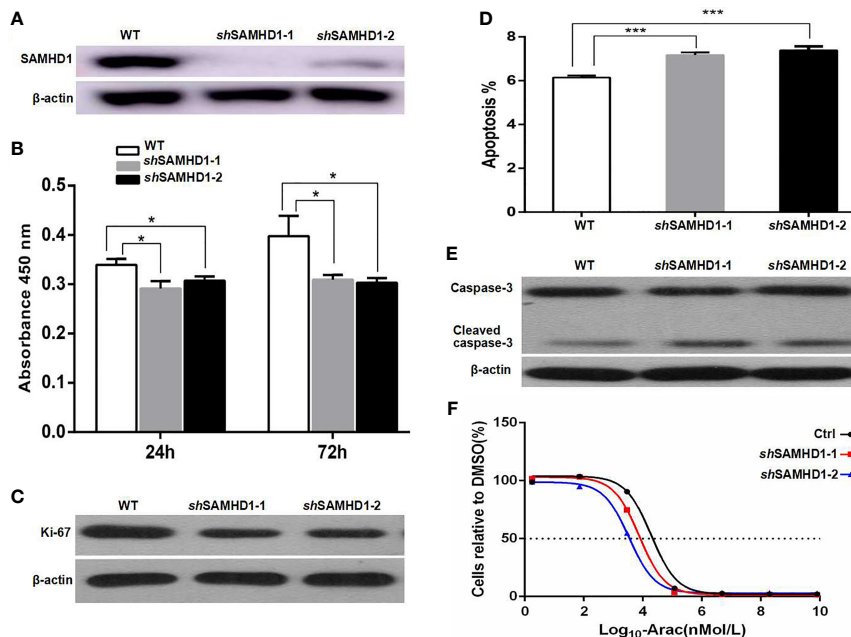 A
WT shSAMHD1-1 shSAMHD1-2
SAMHD1
β-actin
B
WT
shSAMHD1-1
shSAMHD1-2
Absorbance 450 nm
0.5
0.4
0.3
0.2
0.1
0.0
* * * *
24h 72h
C
WT shSAMHD1-1 shSAMHD1-2
Ki-67
β-actin
D
Apoptosis %
8
6
4
2
0
*** ***
WT shSAMHD1-1 shSAMHD1-2
E
WT shSAMHD1-1 shSAMHD1-2
Caspase-3
Cleaved
caspase-3
β-actin
F
Cells relative to DMSO(%)
150
100
50
0
Ctrl
shSAMHD1-1
shSAMHD1-2
0 2 4 6 8 10
Log10-Arac(nMol/L)